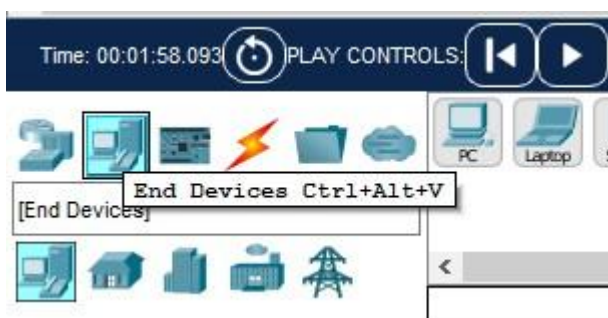 Time: 00:01:58.093 PLAY CONTROLS:
PC Laptop
End Devices Ctrl+Alt+V
[End Devices]